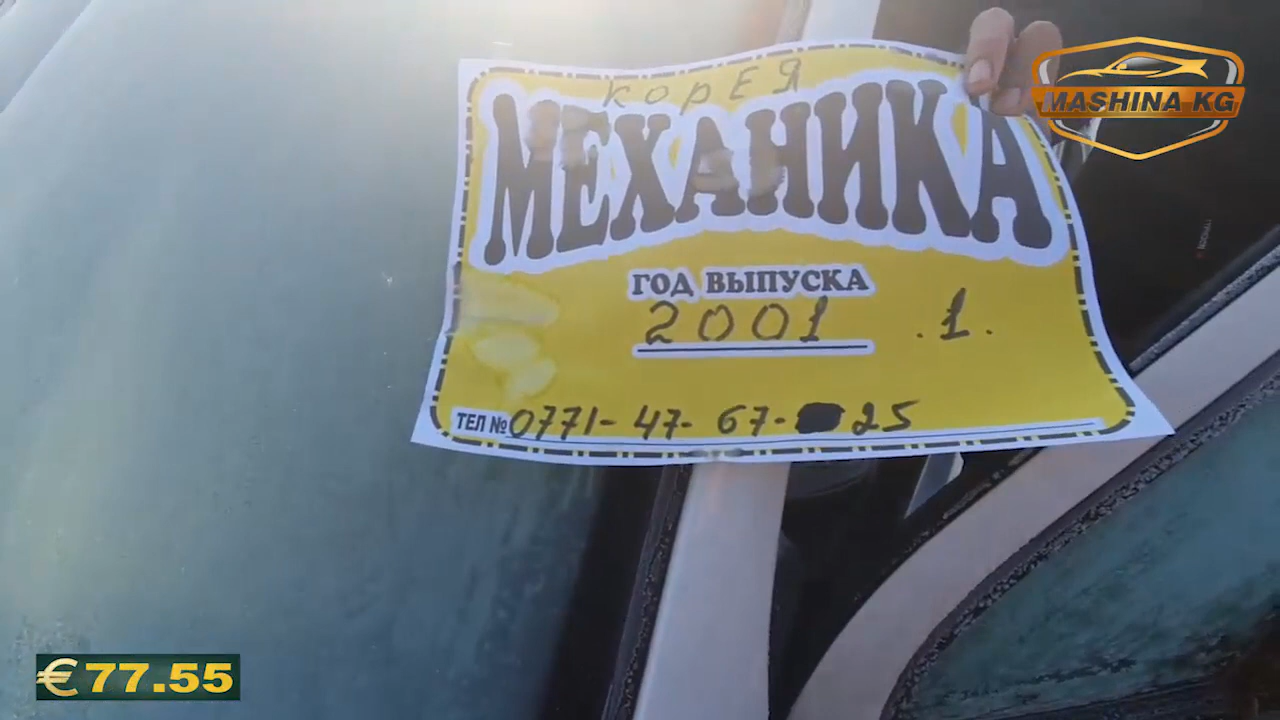 MASHINA KG
корЕЯ
МЕХАНИКА
ГОД ВЫПУСКА
2001 .1.
ТЕЛ № 0771-47-67-25
€77.55